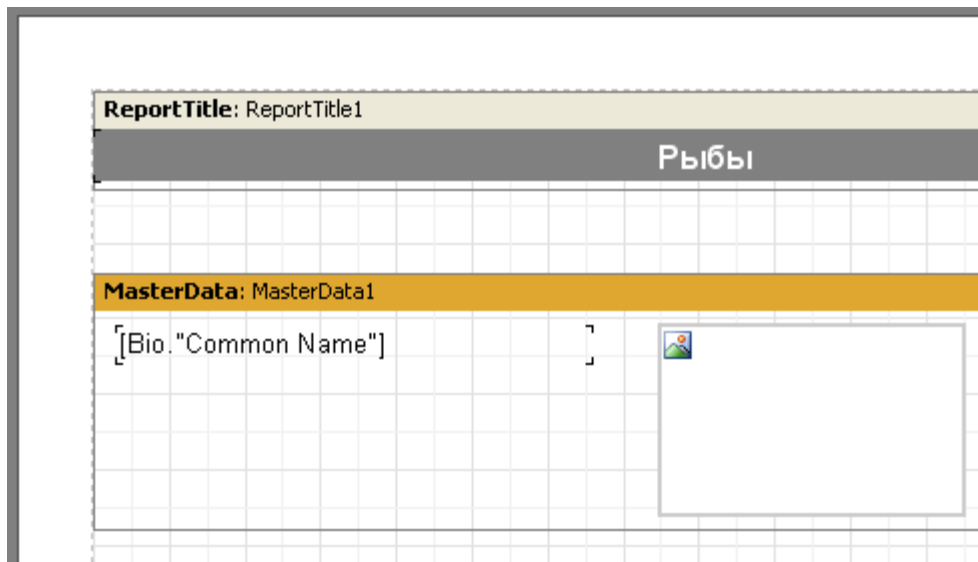 ReportTitle: ReportTitle1
Рыбы
MasterData: MasterData1
[Bio."Common Name"]